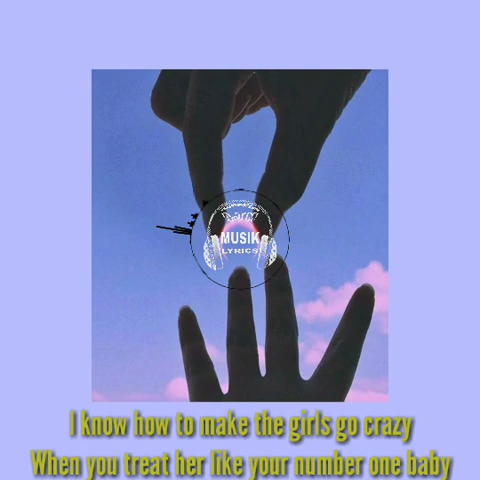 MUSIK
LYRICS
I know how to make the girls go crazy
When you treat her like your number one baby